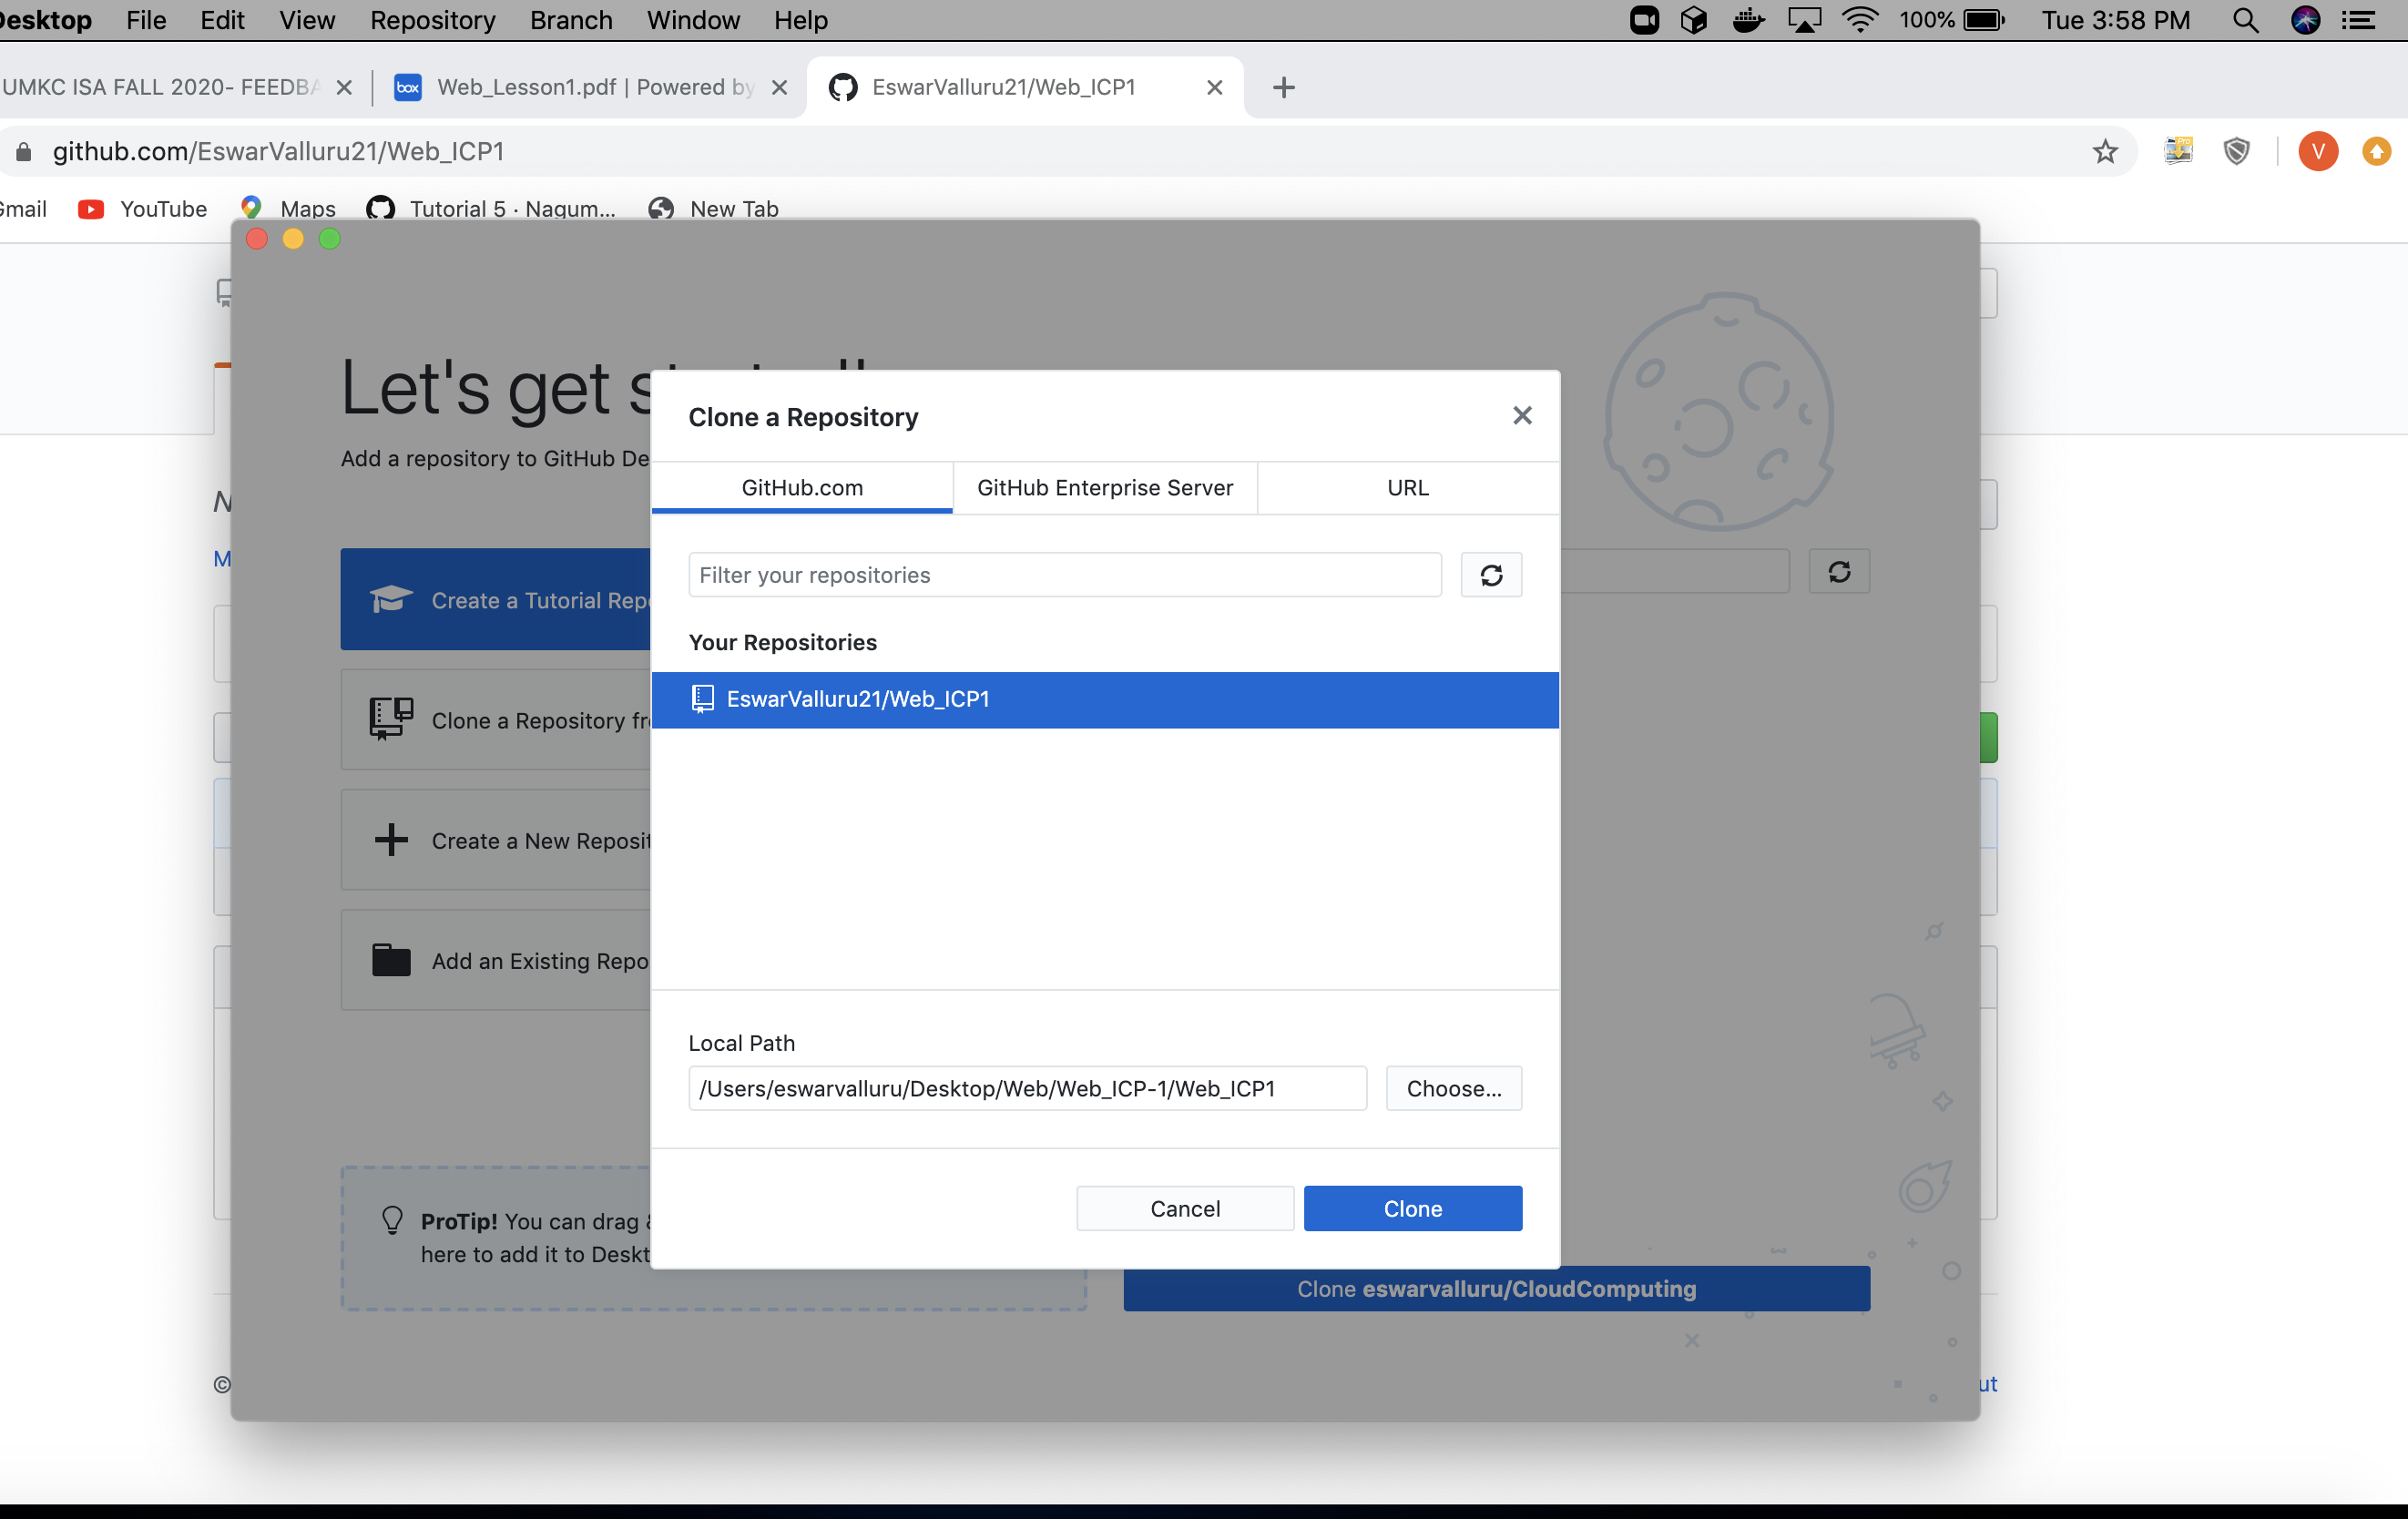 Desktop File Edit View Repository Branch Window Help 100% Tue 3:58 PM
UMKC ISA FALL 2020- FEEDBA box Web_Lesson1.pdf | Powered by EswarValluru21/Web_ICP1
github.com/EswarValluru21/Web_ICP1 V
Gmail YouTube Maps Tutorial 5 · Nagum... New Tab
Let's get
Add a repository to GitHub De
Clone a Repository
GitHub.com GitHub Enterprise Server URL
Filter your repositories
Your Repositories
EswarValluru21/Web_ICP1
Create a Tutorial Repo
Clone a Repository fr
Create a New Reposit
Add an Existing Repo
Local Path
/Users/eswarvalluru/Desktop/Web/Web_ICP-1/Web_ICP1 Choose...
Cancel Clone
ProTip! You can drag &
here to add it to Deskt
Clone eswarvalluru/CloudComputing
©
ut